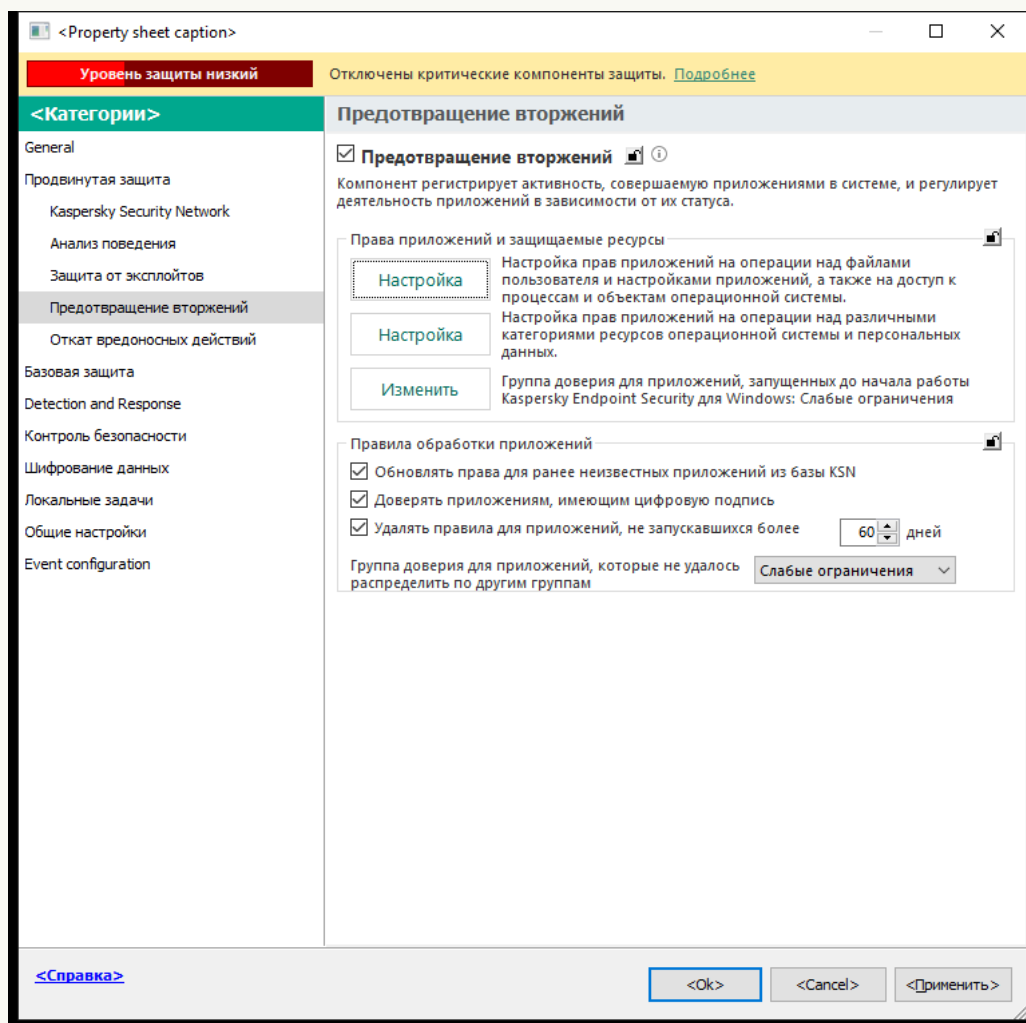 <Property sheet caption>
Уровень защиты низкий
Отключены критические компоненты защиты. Подробнее
<Категории>
General
Продвинутая защита
Kaspersky Security Network
Анализ поведения
Защита от эксплойтов
Предотвращение вторжений
Откат вредоносных действий
Базовая защита
Detection and Response
Контроль безопасности
Шифрование данных
Локальные задачи
Общие настройки
Event configuration
Предотвращение вторжений
Предотвращение вторжений
Компонент регистрирует активность, совершаемую приложениями в системе, и регулирует
деятельность приложений в зависимости от их статуса.
Права приложений и защищаемые ресурсы
Настройка
Настройка прав приложений на операции над файлами
пользователя и настройками приложений, а также на доступ к
процессам и объектам операционной системы.
Настройка
Настройка прав приложений на операции над различными
категориями ресурсов операционной системы и персональных
данных.
Изменить
Группа доверия для приложений, запущенных до начала работы
Kaspersky Endpoint Security для Windows: Слабые ограничения
Правила обработки приложений
Обновлять права для ранее неизвестных приложений из базы KSN
Доверять приложениям, имеющим цифровую подпись
Удалять правила для приложений, не запускавшихся более 60 дней
Группа доверия для приложений, которые не удалось
распределить по другим группам
Слабые ограничения
<Справка>
<Ok>
<Cancel>
<Применить>